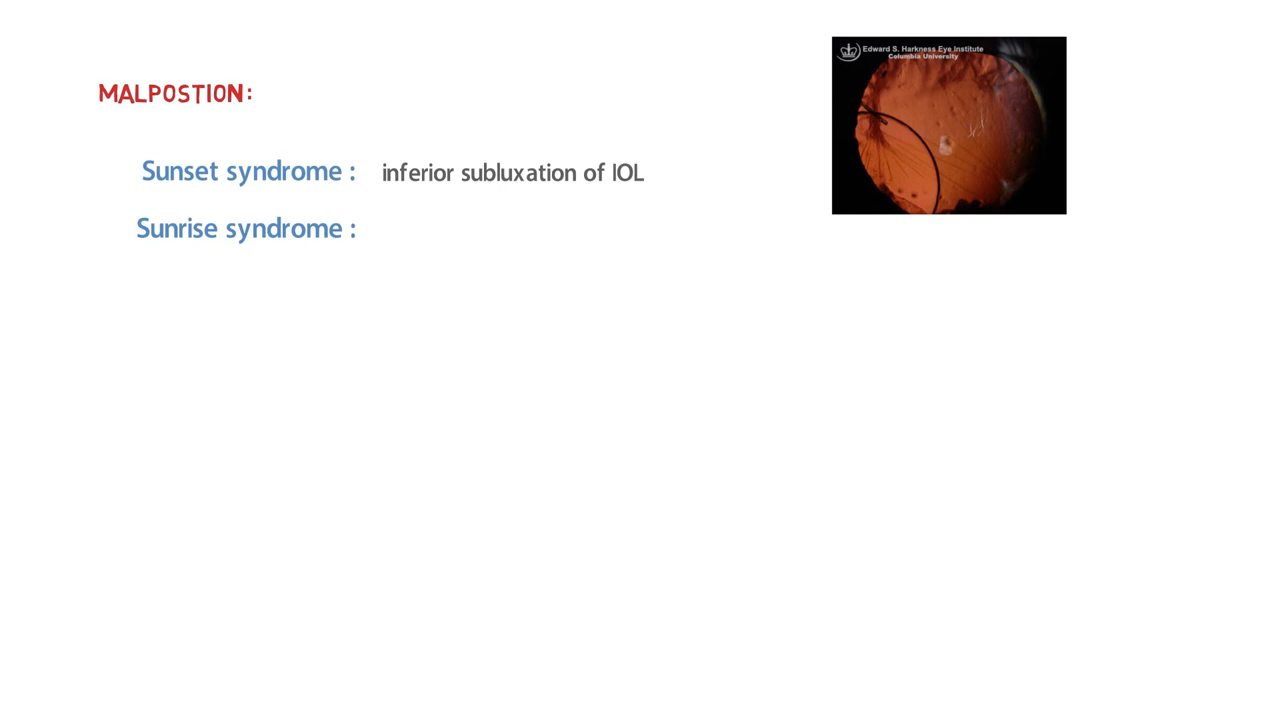 Edward S. Harkness Eye Institute
Columbia University
MALPOSTION:
Sunset syndrome : inferior subluxation of IOL
Sunrise syndrome :